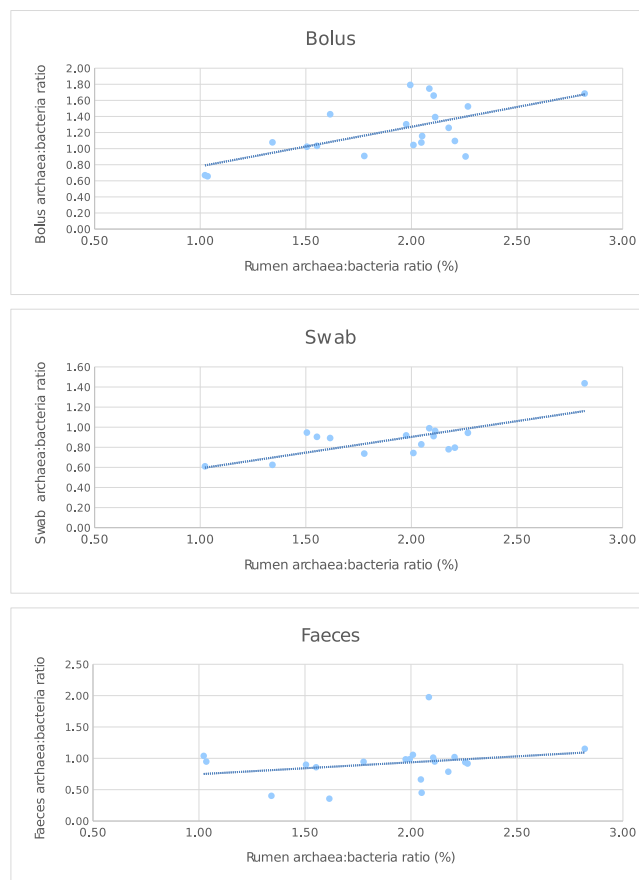 Bolus
Bolus archaea:bacteria ratio
2.00
1.80
1.60
1.40
1.20
1.00
0.80
0.60
0.40
0.20
0.00
0.50 1.00 1.50 2.00 2.50 3.00
Rumen archaea:bacteria ratio (%)
Swab
Swab archaea:bacteria ratio
1.60
1.40
1.20
1.00
0.80
0.60
0.40
0.20
0.00
0.50 1.00 1.50 2.00 2.50 3.00
Rumen archaea:bacteria ratio (%)
Faeces
Faeces archaea:bacteria ratio
2.50
2.00
1.50
1.00
0.50
0.00
0.50 1.00 1.50 2.00 2.50 3.00
Rumen archaea:bacteria ratio (%)